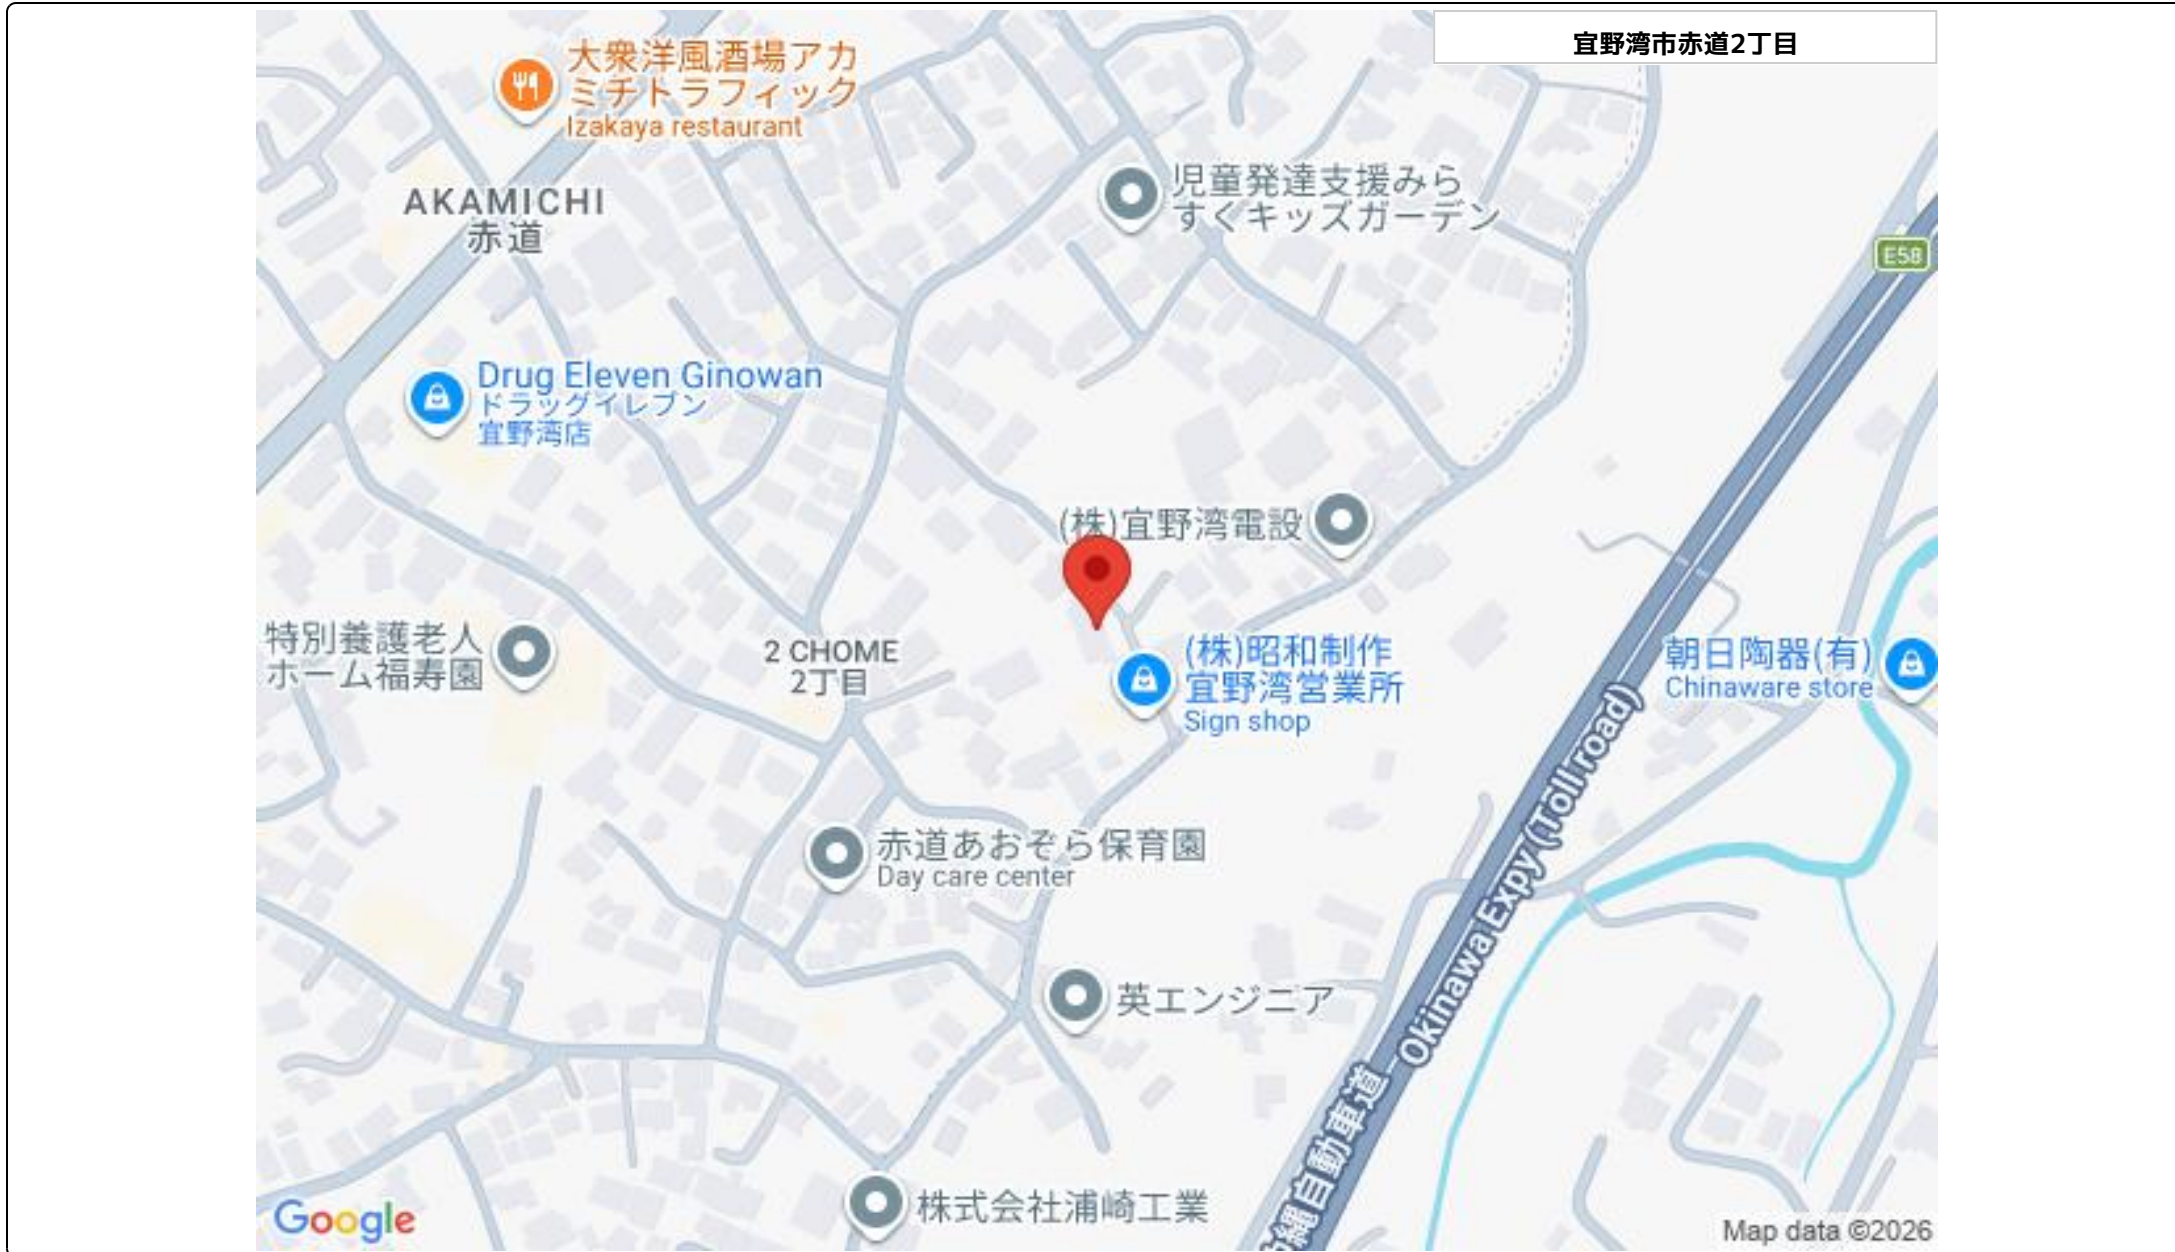 宜野湾市赤道2丁目
大衆洋風酒場アカ
ミチトラフィック
Izakaya restaurant
児童発達支援みら
すくキッズガーデン
AKAMICHI
赤道
E58
Drug Eleven Ginowan
ドラッグイレブン
宜野湾店
(株)宜野湾電設
特別養護老人
ホーム福寿園
2 CHOME
2丁目
(株)昭和制作
宜野湾営業所
Sign shop
朝日陶器(有)
Chinaware store
赤道あおぞら保育園
Day care center
Okinawa Expy (Toll road)
英エンジニア
縄自動車道
株式会社浦崎工業
Google
Map data ©2026